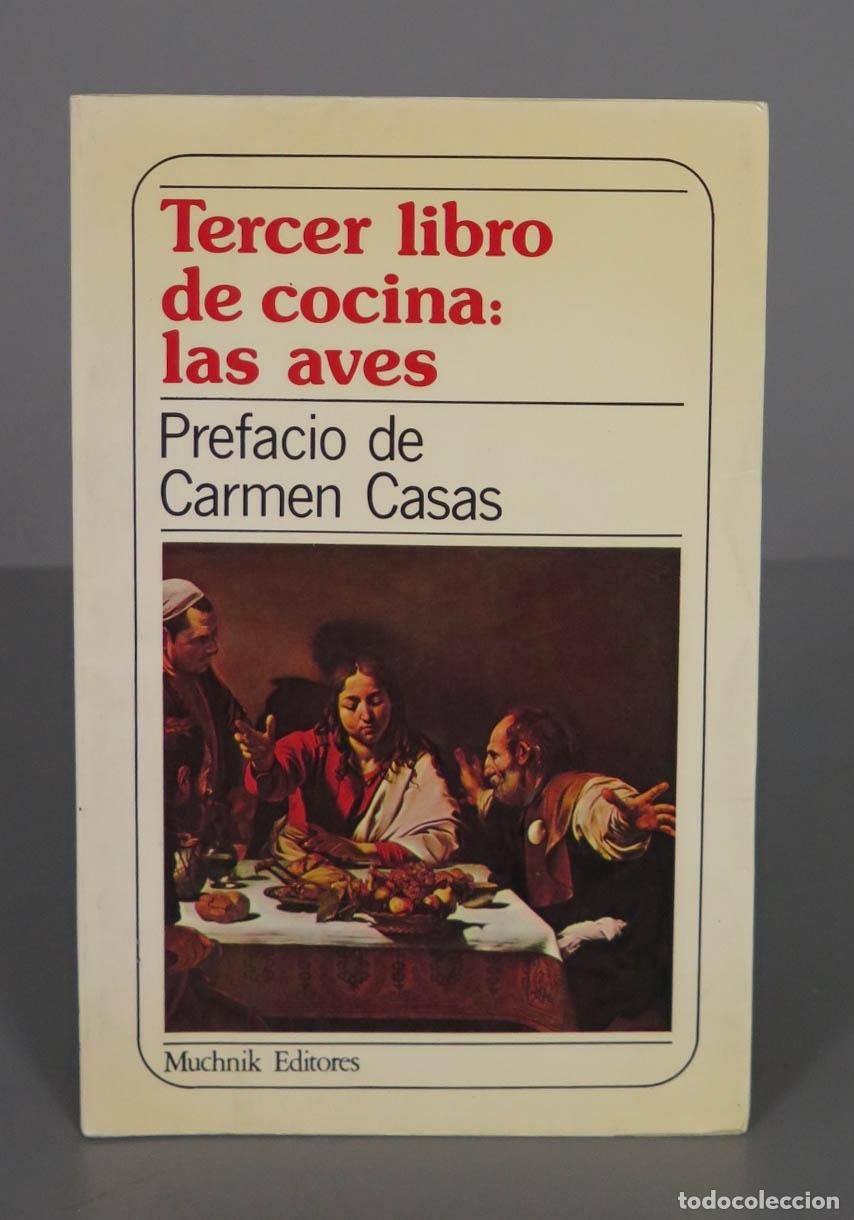 Tercer libro
de cocina:
las aves
Prefacio de
Carmen Casas
Muchnik Editores
todocoleccion